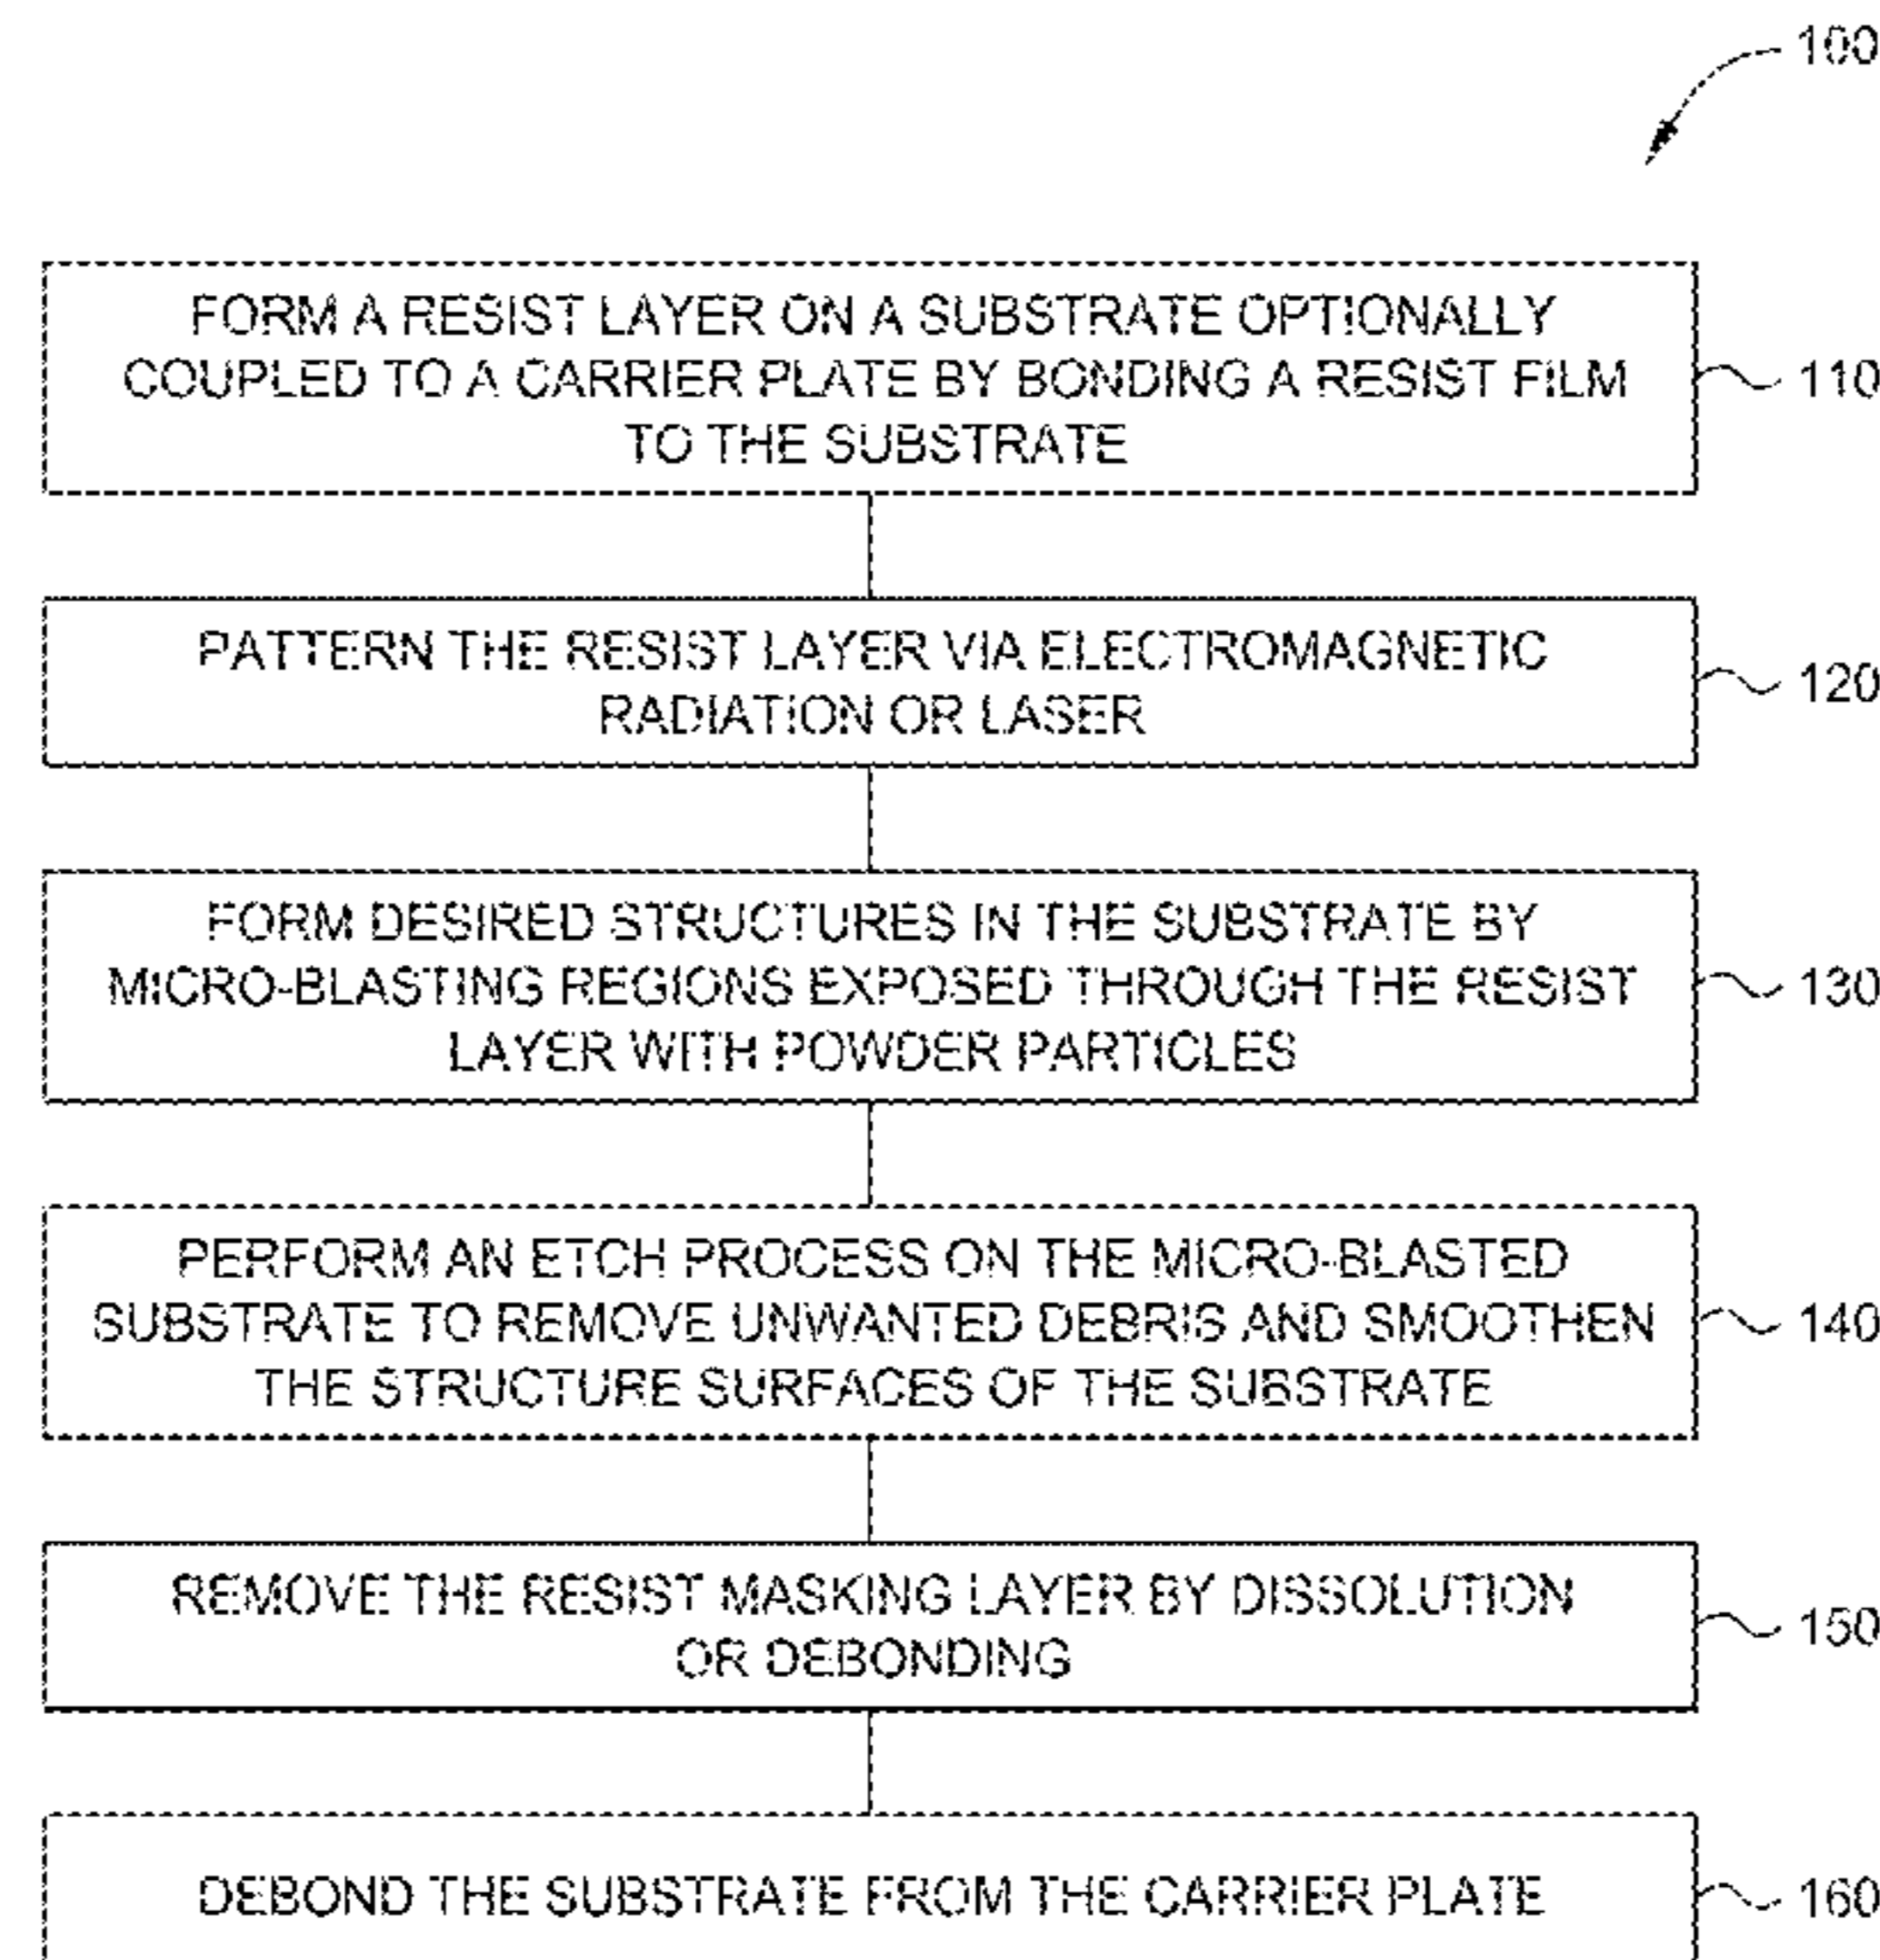 100
FORM A RESIST LAYER ON A SUBSTRATE OPTIONALLY
COUPLED TO A CARRIER PLATE BY BONDING A RESIST FILM
TO THE SUBSTRATE
110
PATTERN THE RESIST LAYER VIA ELECTROMAGNETIC
RADIATION OR LASER
120
FORM DESIRED STRUCTURES IN THE SUBSTRATE BY
MICRO-BLASTING REGIONS EXPOSED THROUGH THE RESIST
LAYER WITH POWDER PARTICLES
130
PERFORM AN ETCH PROCESS ON THE MICRO-BLASTED
SUBSTRATE TO REMOVE UNWANTED DEBRIS AND SMOOTHEN
THE STRUCTURE SURFACES OF THE SUBSTRATE
140
REMOVE THE RESIST MASKING LAYER BY DISSOLUTION
OR DEBONDING
150
DEBOND THE SUBSTRATE FROM THE CARRIER PLATE
160